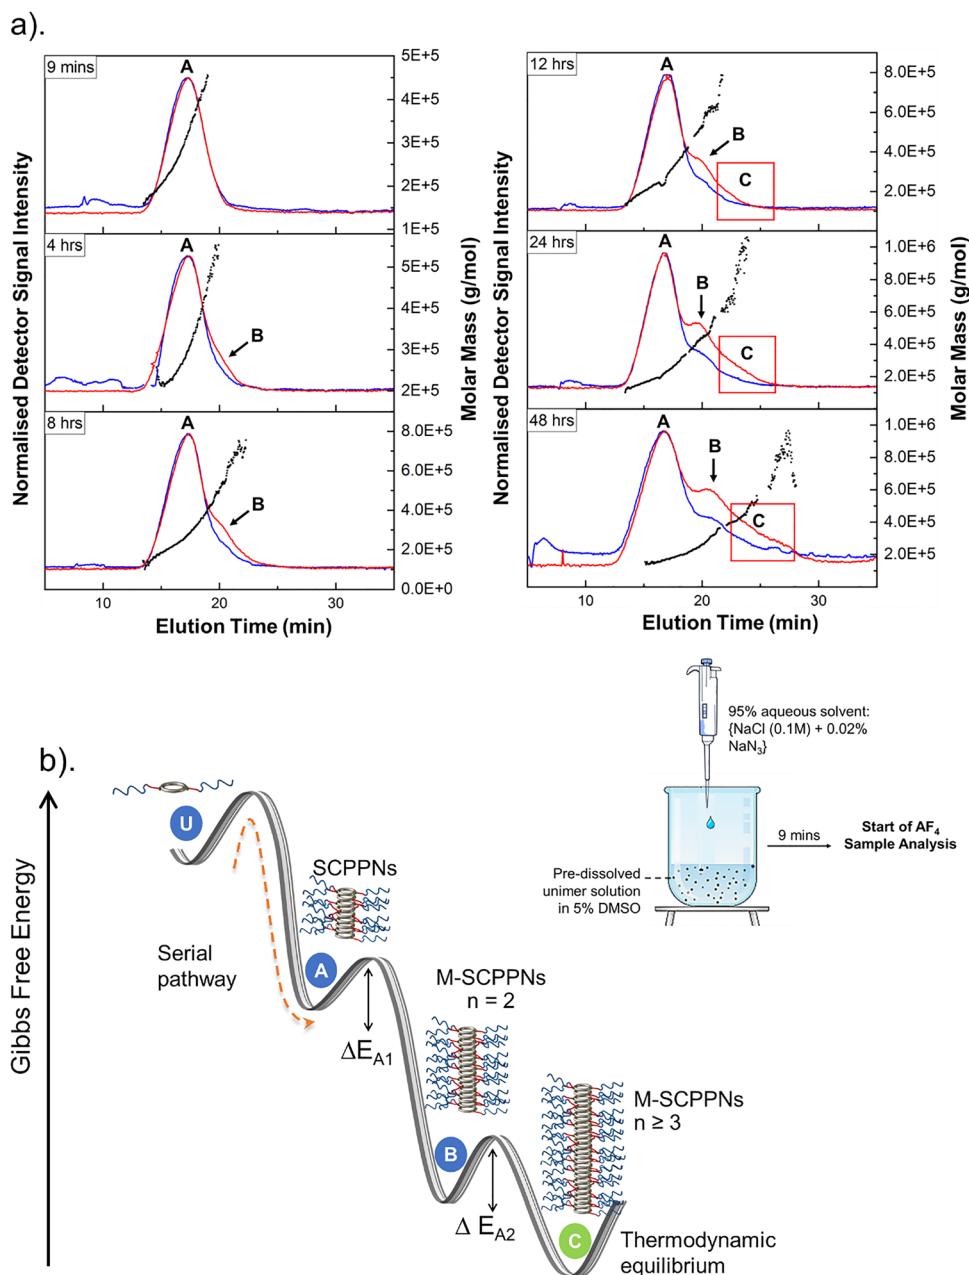 a).
9 mins
A
5E+5
4E+5
3E+5
2E+5
1E+5
4 hrs
A
B
5E+5
4E+5
3E+5
2E+5
8 hrs
A
B
8.0E+5
6.0E+5
4.0E+5
2.0E+5
0.0E+0
10
20
30
Normalised Detector Signal Intensity
Molar Mass (g/mol)
Elution Time (min)
12 hrs
A
B
C
8.0E+5
6.0E+5
4.0E+5
2.0E+5
24 hrs
A
B
C
1.0E+6
8.0E+5
6.0E+5
4.0E+5
2.0E+5
48 hrs
A
B
C
1.0E+6
8.0E+5
6.0E+5
4.0E+5
2.0E+5
10
20
30
Normalised Detector Signal Intensity
Molar Mass (g/mol)
Elution Time (min)
95% aqueous solvent:
{NaCl (0.1M) + 0.02%
NaN₃}
9 mins
Start of AF₄
Sample Analysis
Pre-dissolved
unimer solution
in 5% DMSO
b).
Gibbs Free Energy
U
SCPPNs
Serial
pathway
A
ΔE_A1
M-SCPPNs
n = 2
B
Δ E_A2
M-SCPPNs
n ≥ 3
C
Thermodynamic
equilibrium